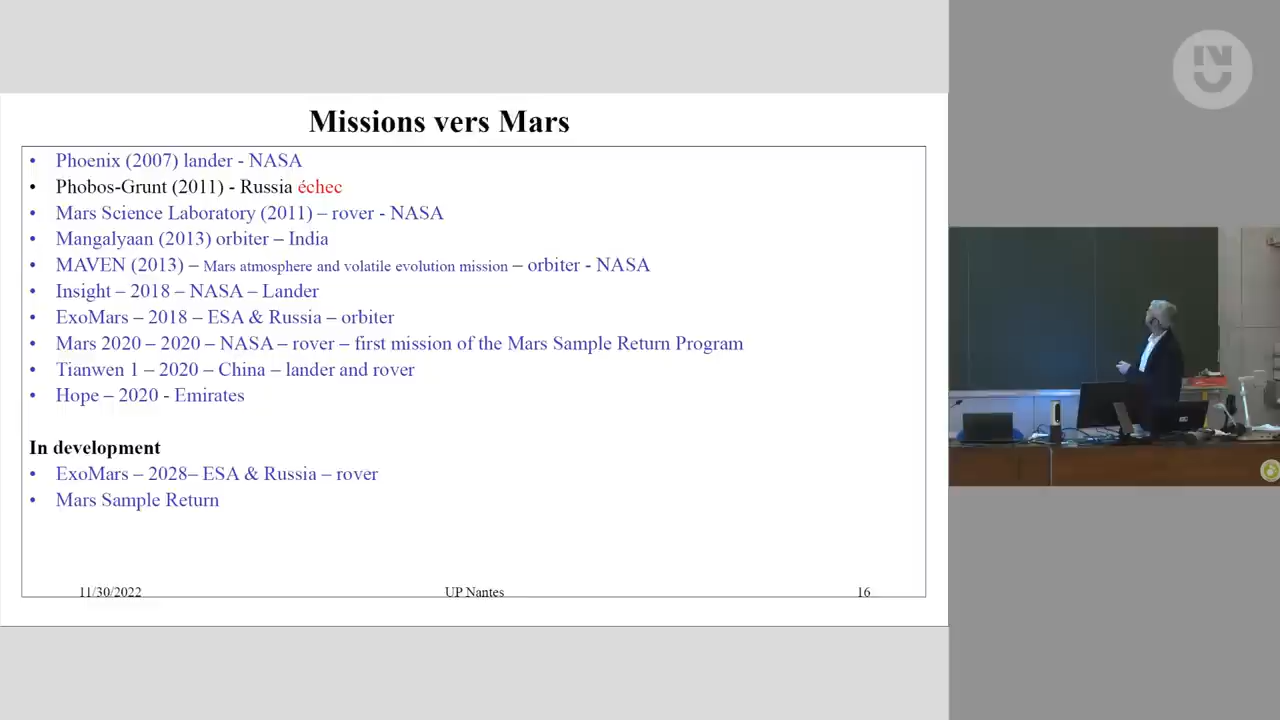 Missions vers Mars
• Phoenix (2007) lander - NASA
• Phobos-Grunt (2011) - Russia échec
• Mars Science Laboratory (2011) – rover - NASA
• Mangalyaan (2013) orbiter – India
• MAVEN (2013) – Mars atmosphere and volatile evolution mission – orbiter - NASA
• Insight – 2018 – NASA – Lander
• ExoMars – 2018 – ESA & Russia – orbiter
• Mars 2020 – 2020 – NASA – rover – first mission of the Mars Sample Return Program
• Tianwen 1 – 2020 – China – lander and rover
• Hope – 2020 - Emirates
In development
• ExoMars – 2028– ESA & Russia – rover
• Mars Sample Return
11/30/2022 UP Nantes 16